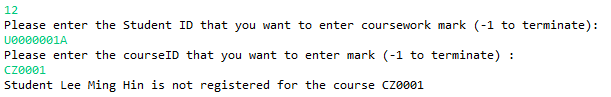 12
Please enter the Student ID that you want to enter coursework mark (-1 to terminate):
U0000001A
Please enter the courseID that you want to enter mark (-1 to terminate) :
CZ0001
Student Lee Ming Hin is not registered for the course CZ0001